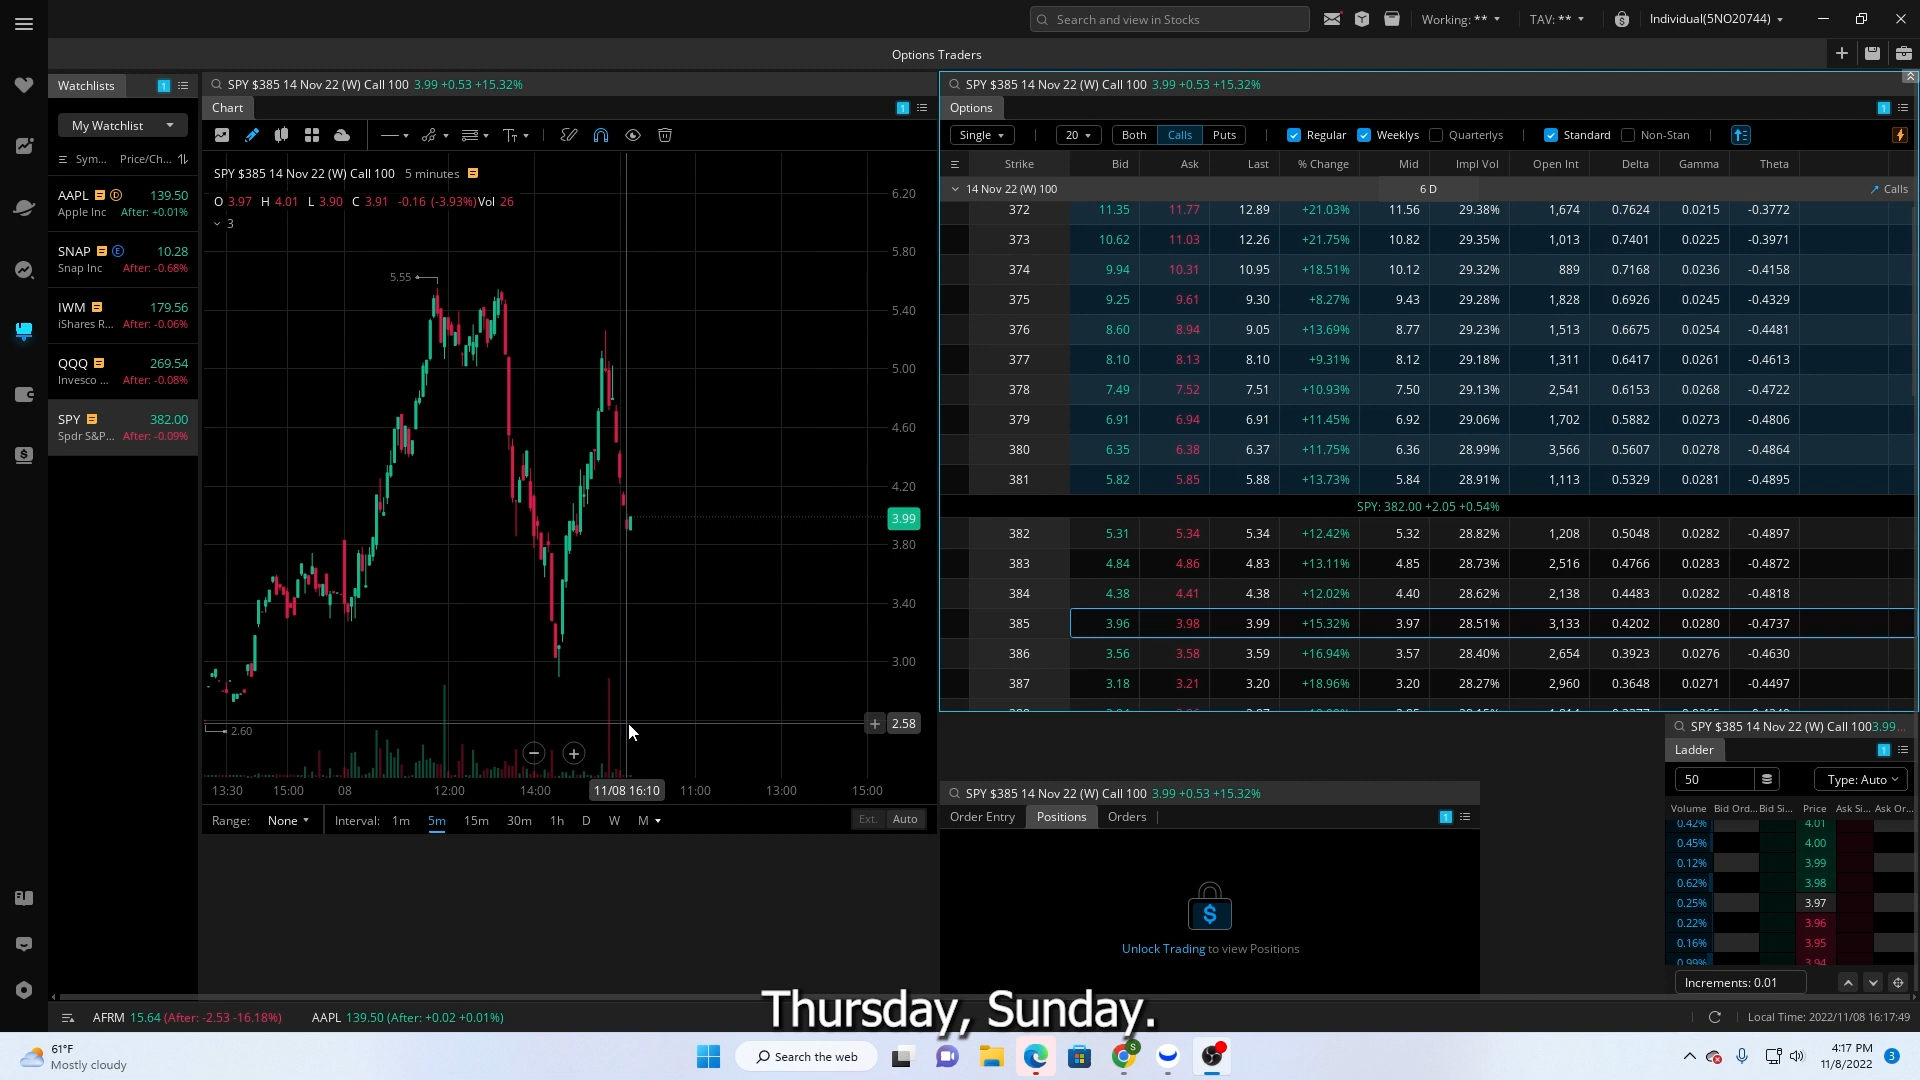 Search and view in Stocks
Working: **
TAV: **
Individual(5NO20744)
Options Traders
Watchlists
1
My Watchlist
Sym...
Price/Ch...
AAPL D 139.50
Apple Inc After: +0.01%
SNAP E 10.28
Snap Inc After: -0.68%
IWM 179.56
iShares R... After: -0.06%
QQQ 269.54
Invesco ... After: -0.08%
SPY 382.00
Spdr S&P... After: -0.09%
SPY $385 14 Nov 22 (W) Call 100 3.99 +0.53 +15.32%
Chart
1
SPY $385 14 Nov 22 (W) Call 100 5 minutes
O 3.97 H 4.01 L 3.90 C 3.91 -0.16 (-3.93%)Vol 26
3
6.20
5.80
5.55
5.40
5.00
4.60
4.20
3.99
3.80
3.40
3.00
2.60
2.58
13:30 15:00 08 12:00 14:00 11/08 16:10 11:00 13:00 15:00
Range: None Interval: 1m 5m 15m 30m 1h D W M Ext. Auto
SPY $385 14 Nov 22 (W) Call 100 3.99 +0.53 +15.32%
Options
1
Single 20 Both Calls Puts Regular Weeklys Quarterlys Standard Non-Stan
Strike Bid Ask Last % Change Mid Impl Vol Open Int Delta Gamma Theta
14 Nov 22 (W) 100 6 D Calls
372 11.35 11.77 12.89 +21.03% 11.56 29.38% 1,674 0.7624 0.0215 -0.3772
373 10.62 11.03 12.26 +21.75% 10.82 29.35% 1,013 0.7401 0.0225 -0.3971
374 9.94 10.31 10.95 +18.51% 10.12 29.32% 889 0.7168 0.0236 -0.4158
375 9.25 9.61 9.30 +8.27% 9.43 29.28% 1,828 0.6926 0.0245 -0.4329
376 8.60 8.94 9.05 +13.69% 8.77 29.23% 1,513 0.6675 0.0254 -0.4481
377 8.10 8.13 8.10 +9.31% 8.12 29.18% 1,311 0.6417 0.0261 -0.4613
378 7.49 7.52 7.51 +10.93% 7.50 29.13% 2,541 0.6153 0.0268 -0.4722
379 6.91 6.94 6.91 +11.45% 6.92 29.06% 1,702 0.5882 0.0273 -0.4806
380 6.35 6.38 6.37 +11.75% 6.36 28.99% 3,566 0.5607 0.0278 -0.4864
381 5.82 5.85 5.88 +13.73% 5.84 28.91% 1,113 0.5329 0.0281 -0.4895
SPY: 382.00 +2.05 +0.54%
382 5.31 5.34 5.34 +12.42% 5.32 28.82% 1,208 0.5048 0.0282 -0.4897
383 4.84 4.86 4.83 +13.11% 4.85 28.73% 2,516 0.4766 0.0283 -0.4872
384 4.38 4.41 4.38 +12.02% 4.40 28.62% 2,138 0.4483 0.0282 -0.4818
385 3.96 3.98 3.99 +15.32% 3.97 28.51% 3,133 0.4202 0.0280 -0.4737
386 3.56 3.58 3.59 +16.94% 3.57 28.40% 2,654 0.3923 0.0276 -0.4630
387 3.18 3.21 3.20 +18.96% 3.20 28.27% 2,960 0.3648 0.0271 -0.4497
SPY $385 14 Nov 22 (W) Call 100 3.99 +0.53 +15.32%
Order Entry Positions Orders
1
Unlock Trading to view Positions
SPY $385 14 Nov 22 (W) Call 1003.99...
Ladder
1
50 Type: Auto
Volume Bid Ord... Bid Si... Price Ask Si... Ask Or...
0.42% 4.01
0.45% 4.00
0.12% 3.99
0.62% 3.98
0.25% 3.97
0.22% 3.96
0.16% 3.95
0.99% 3.94
Increments: 0.01
Thursday, Sunday.
AFRM 15.64 (After: -2.53 -16.18%) AAPL 139.50 (After: +0.02 +0.01%)
Local Time: 2022/11/08 16:17:49
61°F
Mostly cloudy
Search the web
S
4:17 PM
11/8/2022
3